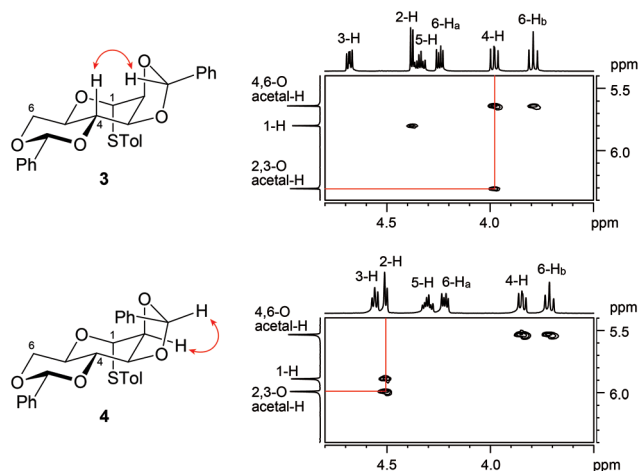 H
H
O
Ph
6
O
1
O
4
O
O
STol
Ph
3
3-H
2-H
5-H
6-Ha
4-H
6-Hb
ppm
4,6-O
acetal-H
1-H
2,3-O
acetal-H
5.5
6.0
4.5
4.0
ppm
Ph
O
H
6
O
1
H
O
4
O
O
STol
Ph
4
3-H
2-H
5-H
6-Ha
4-H
6-Hb
ppm
4,6-O
acetal-H
1-H
2,3-O
acetal-H
5.5
6.0
4.5
4.0
ppm